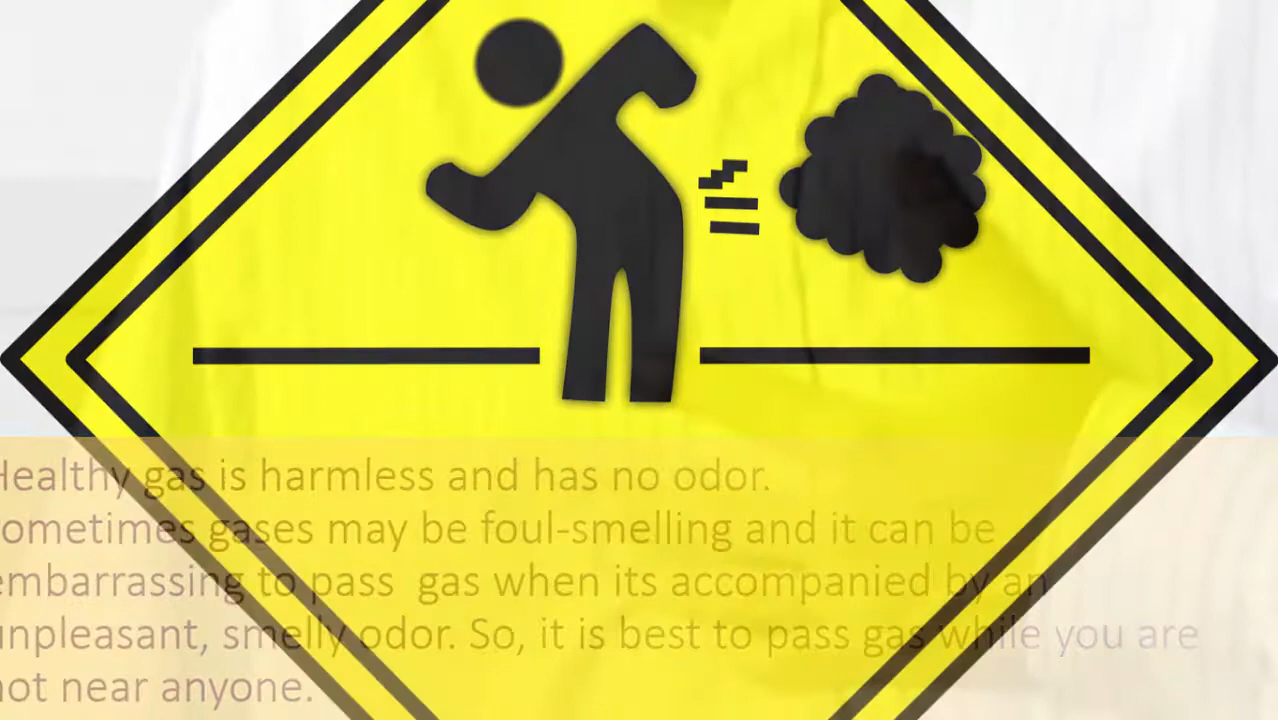 Healthy gas is harmless and has no odor.
Sometimes gases may be foul-smelling and it can be
embarrassing to pass  gas when its accompanied by an
unpleasant, smelly odor. So, it is best to pass gas while you are
not near anyone.